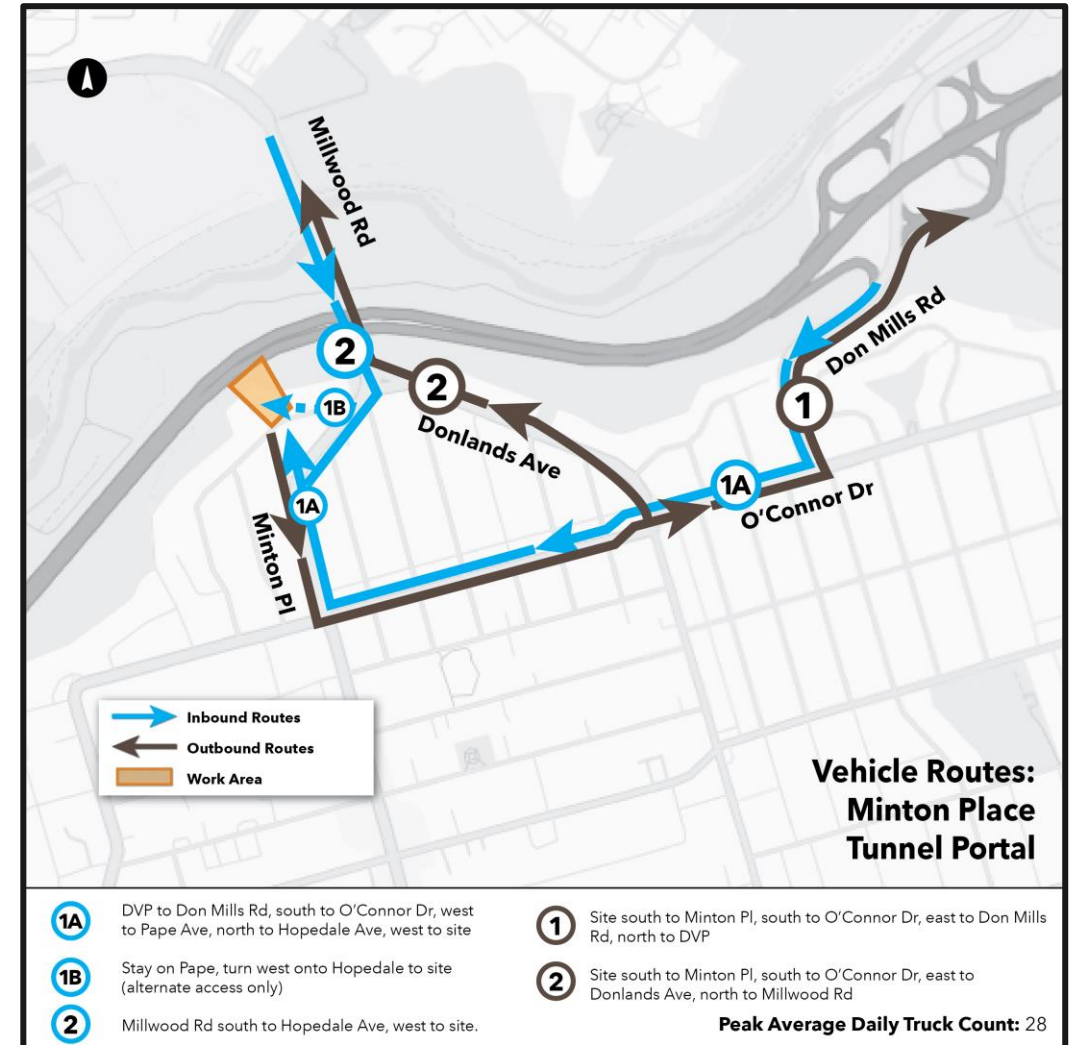 Millwood Rd
2
2
1B
Donlands Ave
Don Mills Rd
1
1A
O'Connor Dr
1A
Minton Pl
Inbound Routes
Outbound Routes
Work Area
Vehicle Routes:
Minton Place
Tunnel Portal
1A
DVP to Don Mills Rd, south to O'Connor Dr, west
to Pape Ave, north to Hopedale Ave, west to site
1B
Stay on Pape, turn west onto Hopedale to site
(alternate access only)
2
Millwood Rd south to Hopedale Ave, west to site.
1
Site south to Minton Pl, south to O'Connor Dr, east to Don Mills
Rd, north to DVP
2
Site south to Minton Pl, south to O'Connor Dr, east to
Donlands Ave, north to Millwood Rd
Peak Average Daily Truck Count: 28